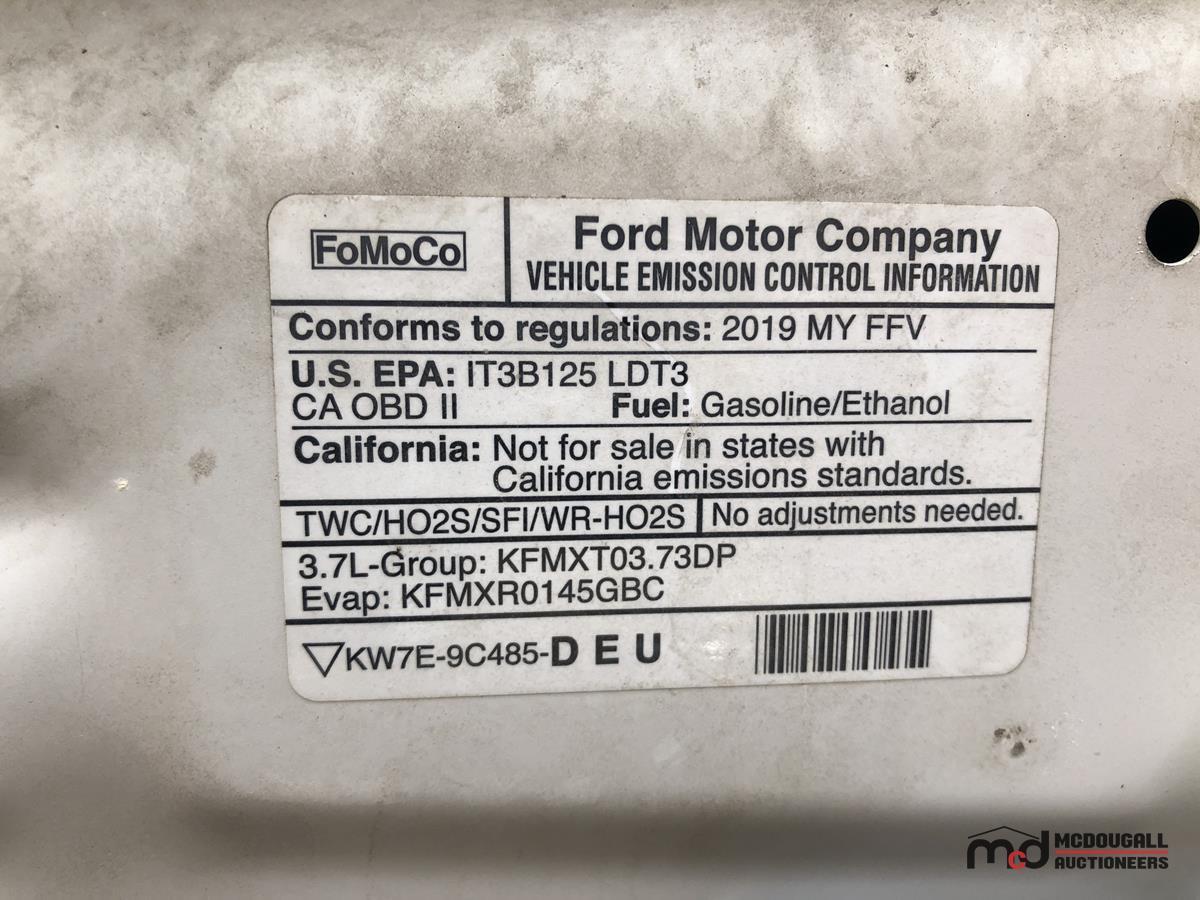 FoMoCo
Ford Motor Company
VEHICLE EMISSION CONTROL INFORMATION
Conforms to regulations: 2019 MY FFV
U.S. EPA: IT3B125 LDT3
CA OBD II Fuel: Gasoline/Ethanol
California: Not for sale in states with
California emissions standards.
TWC/HO2S/SFI/WR-HO2S No adjustments needed.
3.7L-Group: KFMXT03.73DP
Evap: KFMXR0145GBC
KW7E-9C485-D E U
mcd MCDOUGALL
AUCTIONEERS